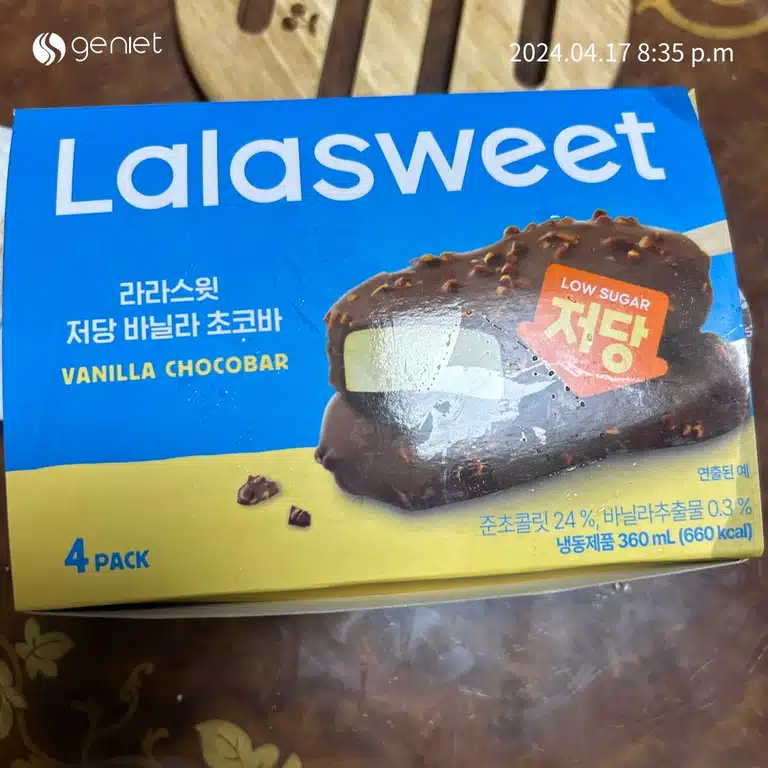 geniet
2024.04.17 8:35 p.m
Lalasweet
라라스윗
저당 바닐라 초코바
VANILLA CHOCOBAR
LOW SUGAR
저당
연출된 예
준초콜릿 24 %, 바닐라추출물 0.3 %
냉동제품 360 mL (660 kcal)
4 PACK